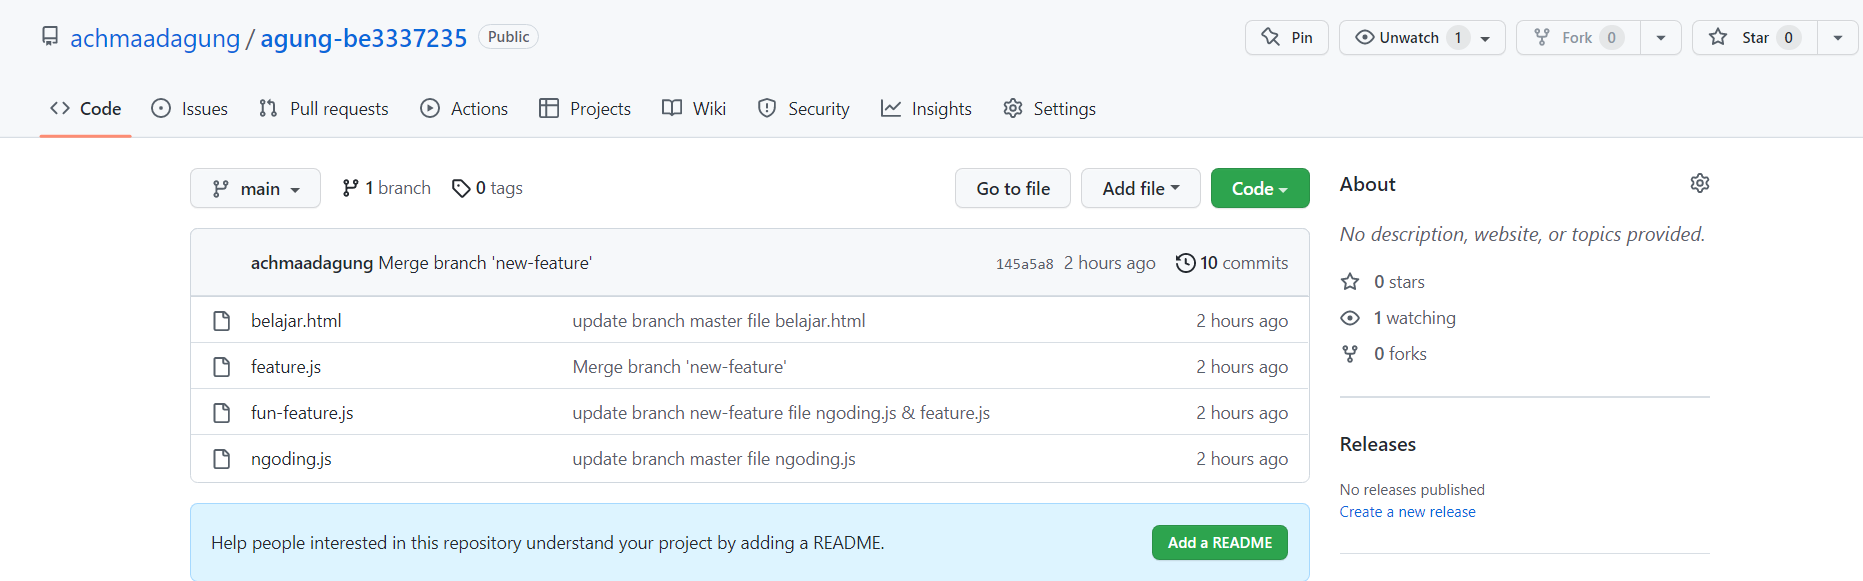 achmaadagung / agung-be3337235 Public Pin Unwatch 1 Fork 0 Star 0
Code Issues Pull requests Actions Projects Wiki Security Insights Settings
main 1 branch 0 tags Go to file Add file Code
achmaadagung Merge branch 'new-feature' 145a5a8 2 hours ago 10 commits
belajar.html update branch master file belajar.html 2 hours ago
feature.js Merge branch 'new-feature' 2 hours ago
fun-feature.js update branch new-feature file ngoding.js & feature.js 2 hours ago
ngoding.js update branch master file ngoding.js 2 hours ago
Help people interested in this repository understand your project by adding a README. Add a README
About
No description, website, or topics provided.
0 stars
1 watching
0 forks
Releases
No releases published
Create a new release